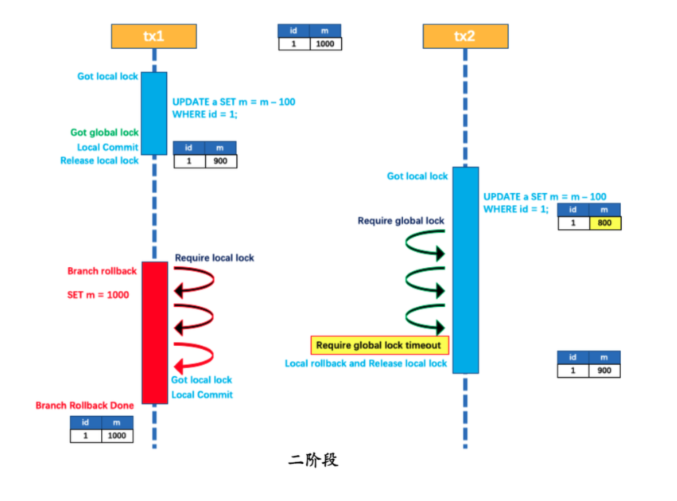 tx1
id m
1 1000
tx2
Got local lock
UPDATE a SET m = m – 100
WHERE id = 1;
Got global lock
Local Commit
Release local lock
id m
1 900
Got local lock
UPDATE a SET m = m – 100
WHERE id = 1;
id m
1 800
Require global lock
Require local lock
Branch rollback
SET m = 1000
Require global lock timeout
Local rollback and Release local lock
id m
1 900
Got local lock
Local Commit
Branch Rollback Done
id m
1 1000
二阶段